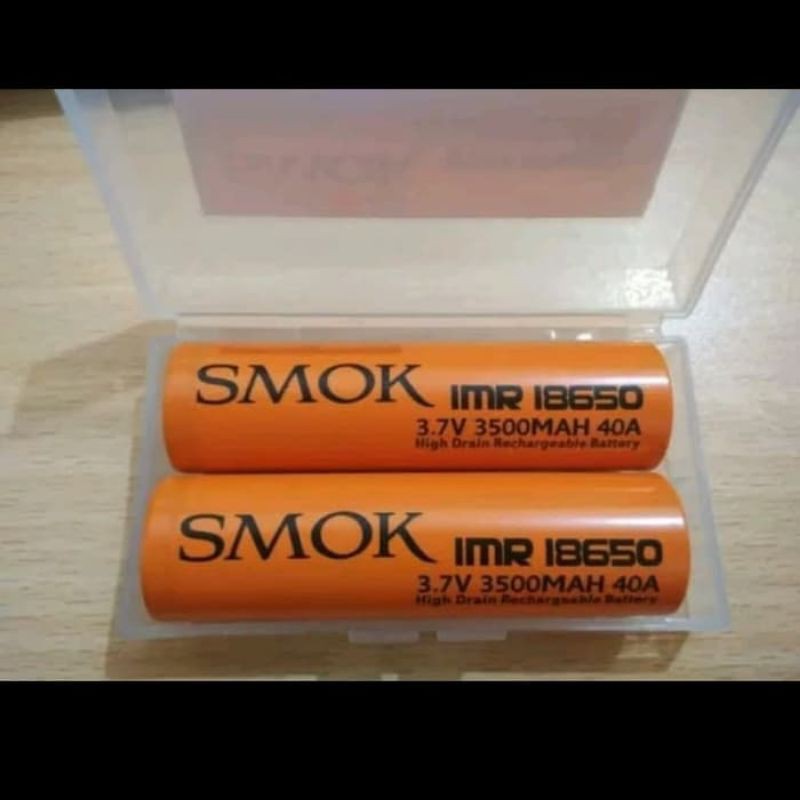 SMOK IMR 18650
3.7V 3500MAH 40A
High Drain Rechargeable Battery
SMOK IMR 18650
3.7V 3500MAH 40A
High Drain Rechargeable Battery